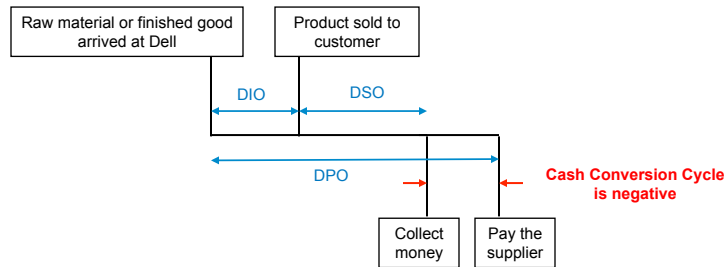 Raw material or finished good
arrived at Dell
Product sold to
customer
DIO
DSO
DPO
Cash Conversion Cycle
is negative
Collect
money
Pay the
supplier